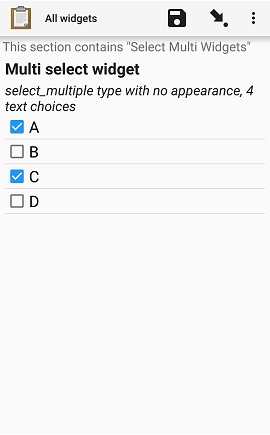 All widgets
This section contains "Select Multi Widgets"
Multi select widget
select_multiple type with no appearance, 4
text choices
A
B
C
D